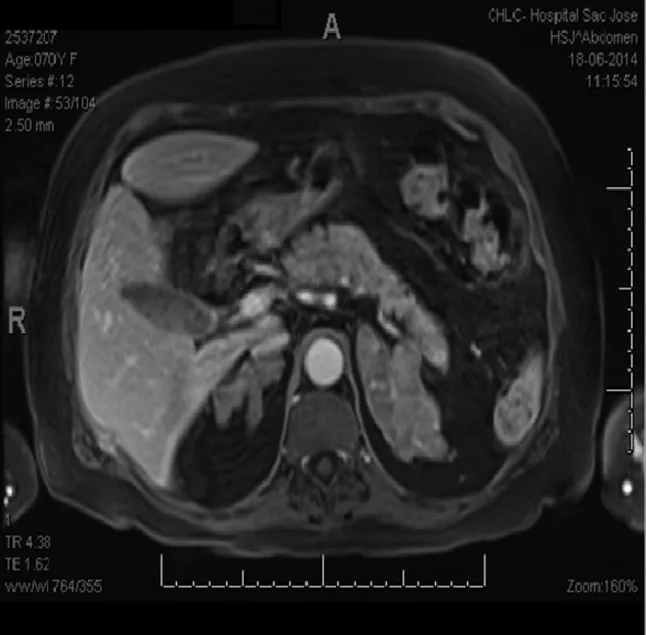 A
CHLC- Hospital Sao Jose
HSJ^Abdomen
18-06-2014
11:15:54
2537207
Age:070Y F
Series #:12
Image #:53/104
2.50 mm
R
TR 4.38
TE 1.62
ww/wl 764/355
Zoom:160%